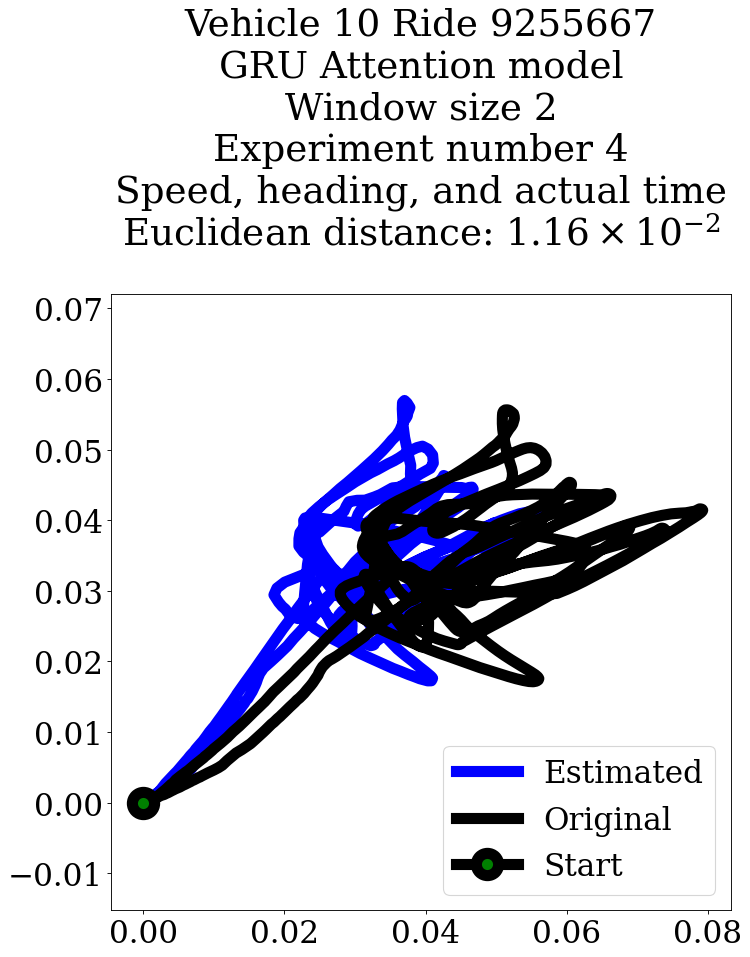 Vehicle 10 Ride 9255667
GRU Attention model
Window size 2
Experiment number 4
Speed, heading, and actual time
Euclidean distance: 1.16 × 10⁻²
0.07
0.06
0.05
0.04
0.03
0.02
0.01
0.00
−0.01
Estimated
Original
Start
0.00 0.02 0.04 0.06 0.08